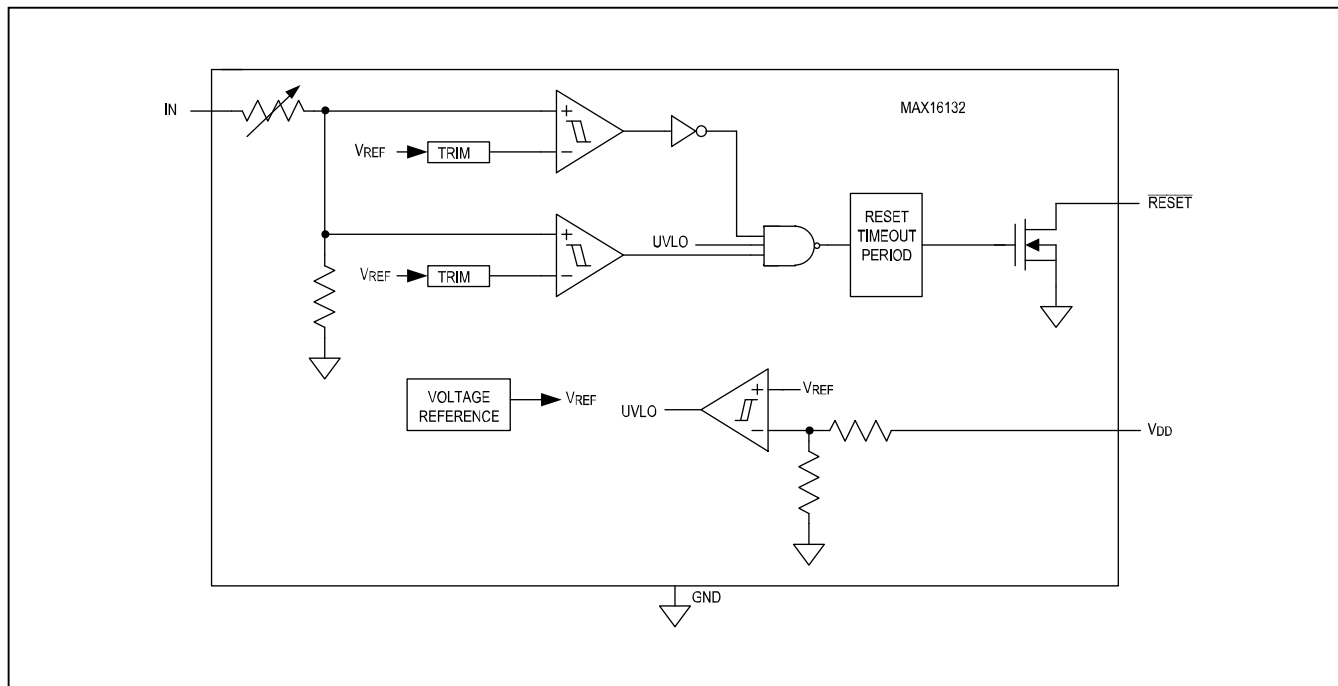 MAX16132
IN
+
VREF
TRIM
−
RESET
RESET
TIMEOUT
PERIOD
+
UVLO
VREF
TRIM
−
VOLTAGE
REFERENCE
VREF
UVLO
+
VREF
−
VDD
GND